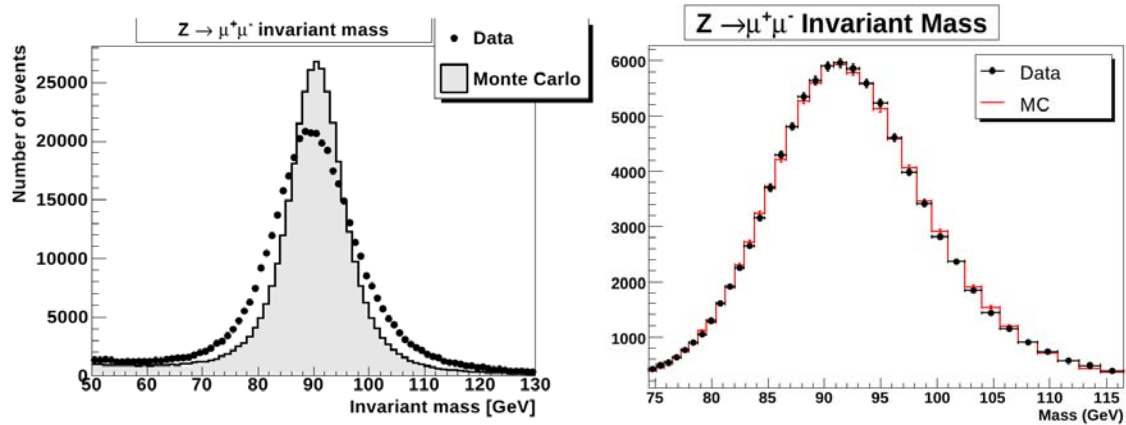 Z → μ⁺μ⁻ invariant mass
Data
Monte Carlo
Number of events
25000
20000
15000
10000
5000
0
50 60 70 80 90 100 110 120 130
Invariant mass [GeV]
Z → μ⁺μ⁻ Invariant Mass
Data
MC
6000
5000
4000
3000
2000
1000
75 80 85 90 95 100 105 110 115
Mass (GeV)